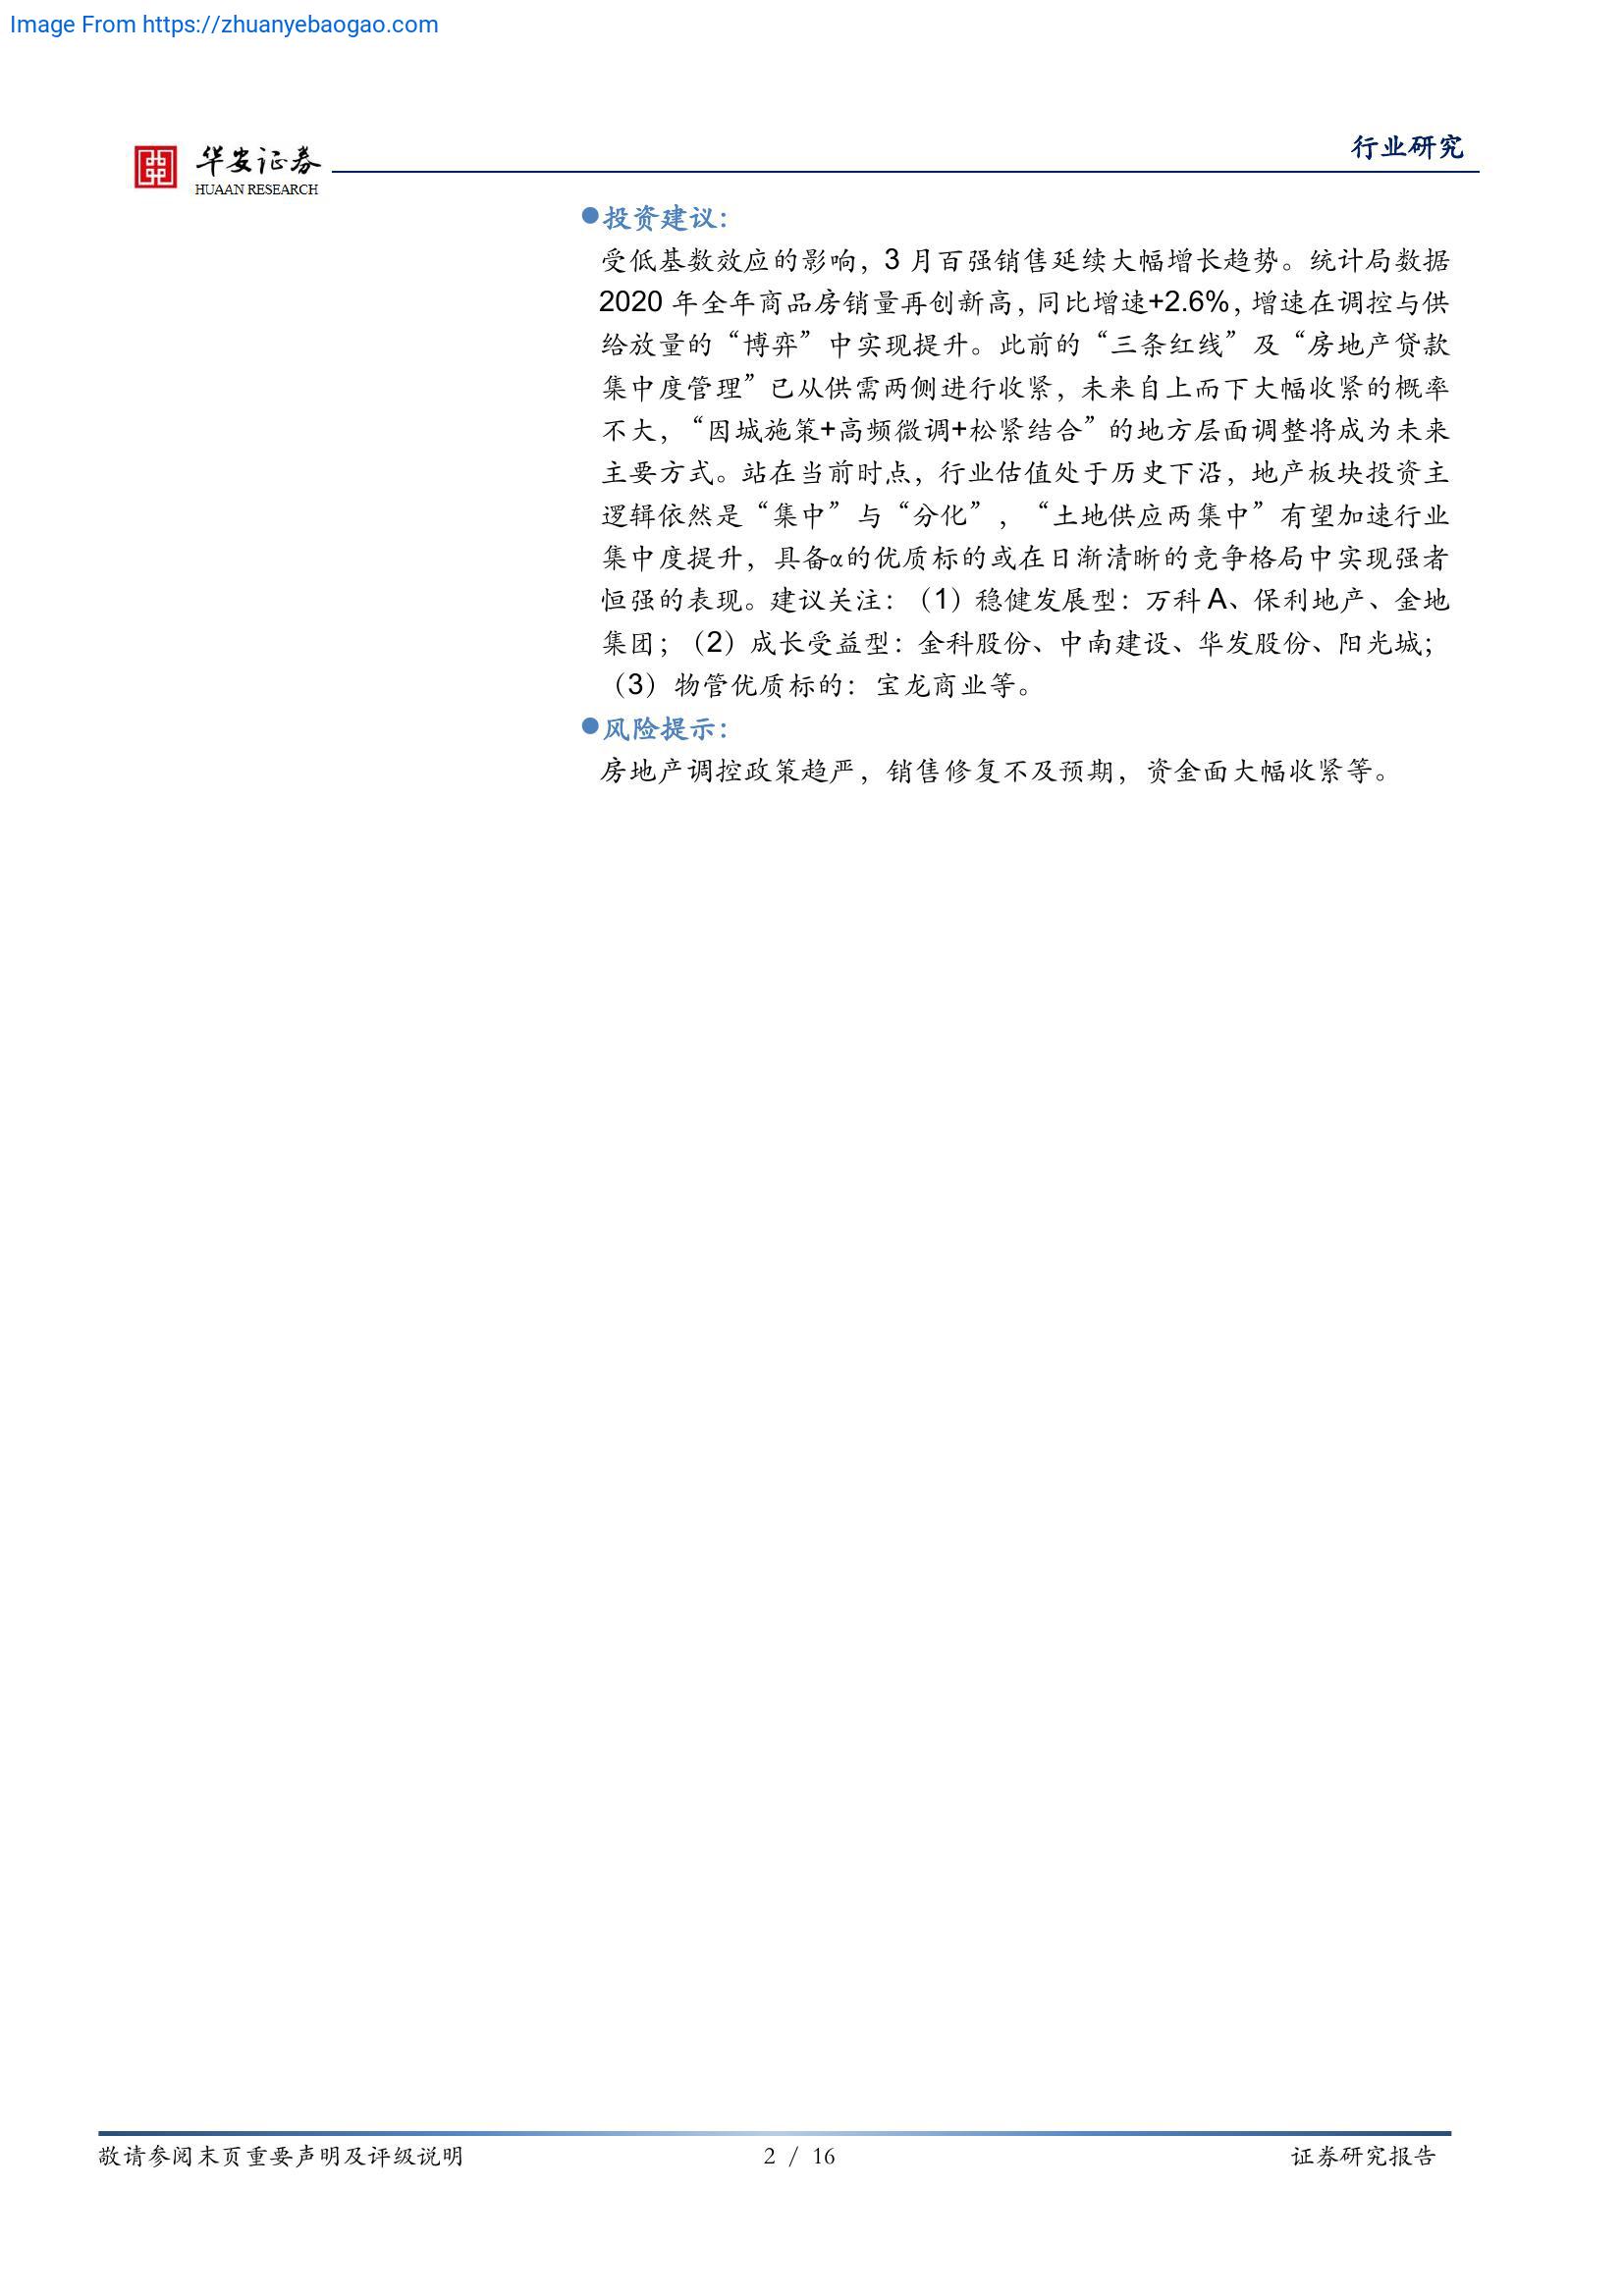 Image From https://zhuanyebaogao.com
华安证券
HUAAN RESEARCH
行业研究
●投资建议：
受低基数效应的影响，3 月百强销售延续大幅增长趋势。统计局数据
2020 年全年商品房销量再创新高，同比增速+2.6%，增速在调控与供
给放量的“博弈”中实现提升。此前的“三条红线”及“房地产贷款
集中度管理”已从供需两侧进行收紧，未来自上而下大幅收紧的概率
不大，“因城施策+高频微调+松紧结合”的地方层面调整将成为未来
主要方式。站在当前时点，行业估值处于历史下沿，地产板块投资主
逻辑依然是“集中”与“分化”，“土地供应两集中”有望加速行业
集中度提升，具备α的优质标的或在日渐清晰的竞争格局中实现强者
恒强的表现。建议关注：（1）稳健发展型：万科 A、保利地产、金地
集团；（2）成长受益型：金科股份、中南建设、华发股份、阳光城；
（3）物管优质标的：宝龙商业等。
●风险提示：
房地产调控政策趋严，销售修复不及预期，资金面大幅收紧等。
敬请参阅末页重要声明及评级说明
2 / 16
证券研究报告